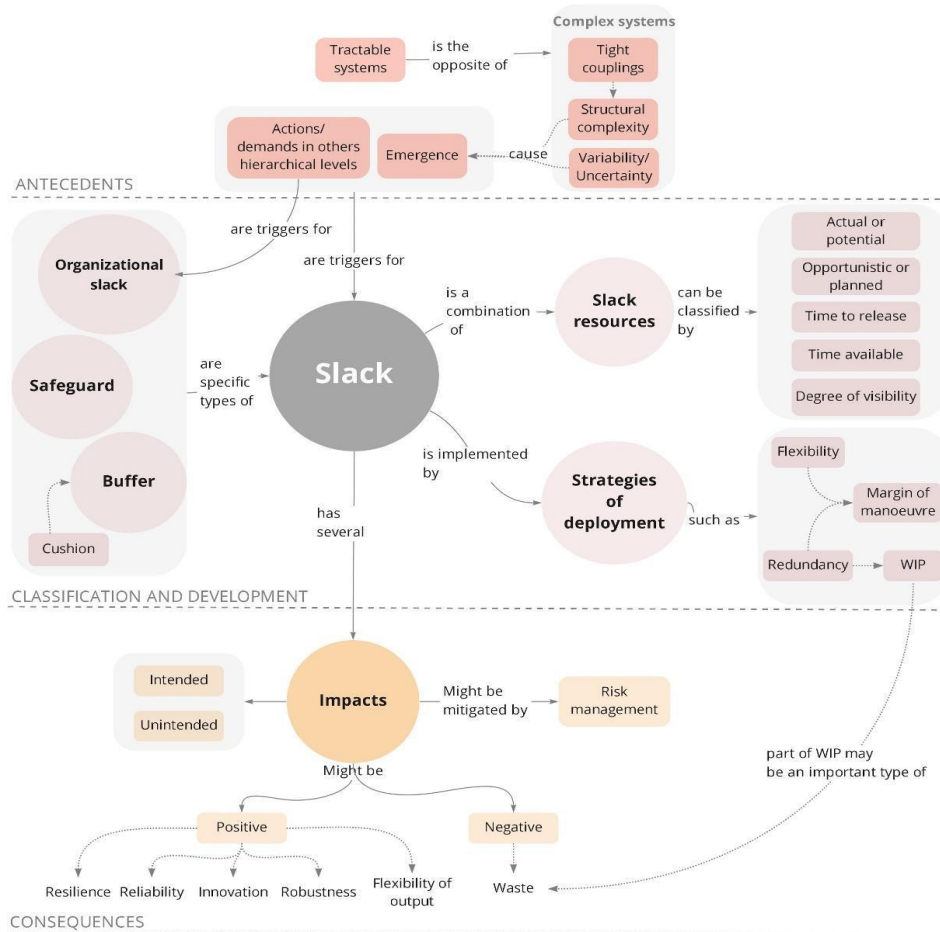 Complex systems
Tractable
systems
is the
opposite of
Tight
couplings
Structural
complexity
Variability/
Uncertainty
cause
Actions/
demands in others
hierarchical levels
Emergence
ANTECEDENTS
are triggers for
are triggers for
Organizational
slack
Safeguard
Buffer
Cushion
are
specific
types of
Slack
is a
combination
of
Slack
resources
can be
classified
by
Actual or
potential
Opportunistic or
planned
Time to release
Time available
Degree of visibility
is implemented
by
Strategies
of
deployment
such as
Flexibility
Margin of
manoeuvre
Redundancy
WIP
has
several
CLASSIFICATION AND DEVELOPMENT
Intended
Unintended
Impacts
Might be
mitigated by
Risk
management
part of WIP may
be an important type of
Might be
Positive
Negative
Resilience
Reliability
Innovation
Robustness
Flexibility of
output
Waste
CONSEQUENCES